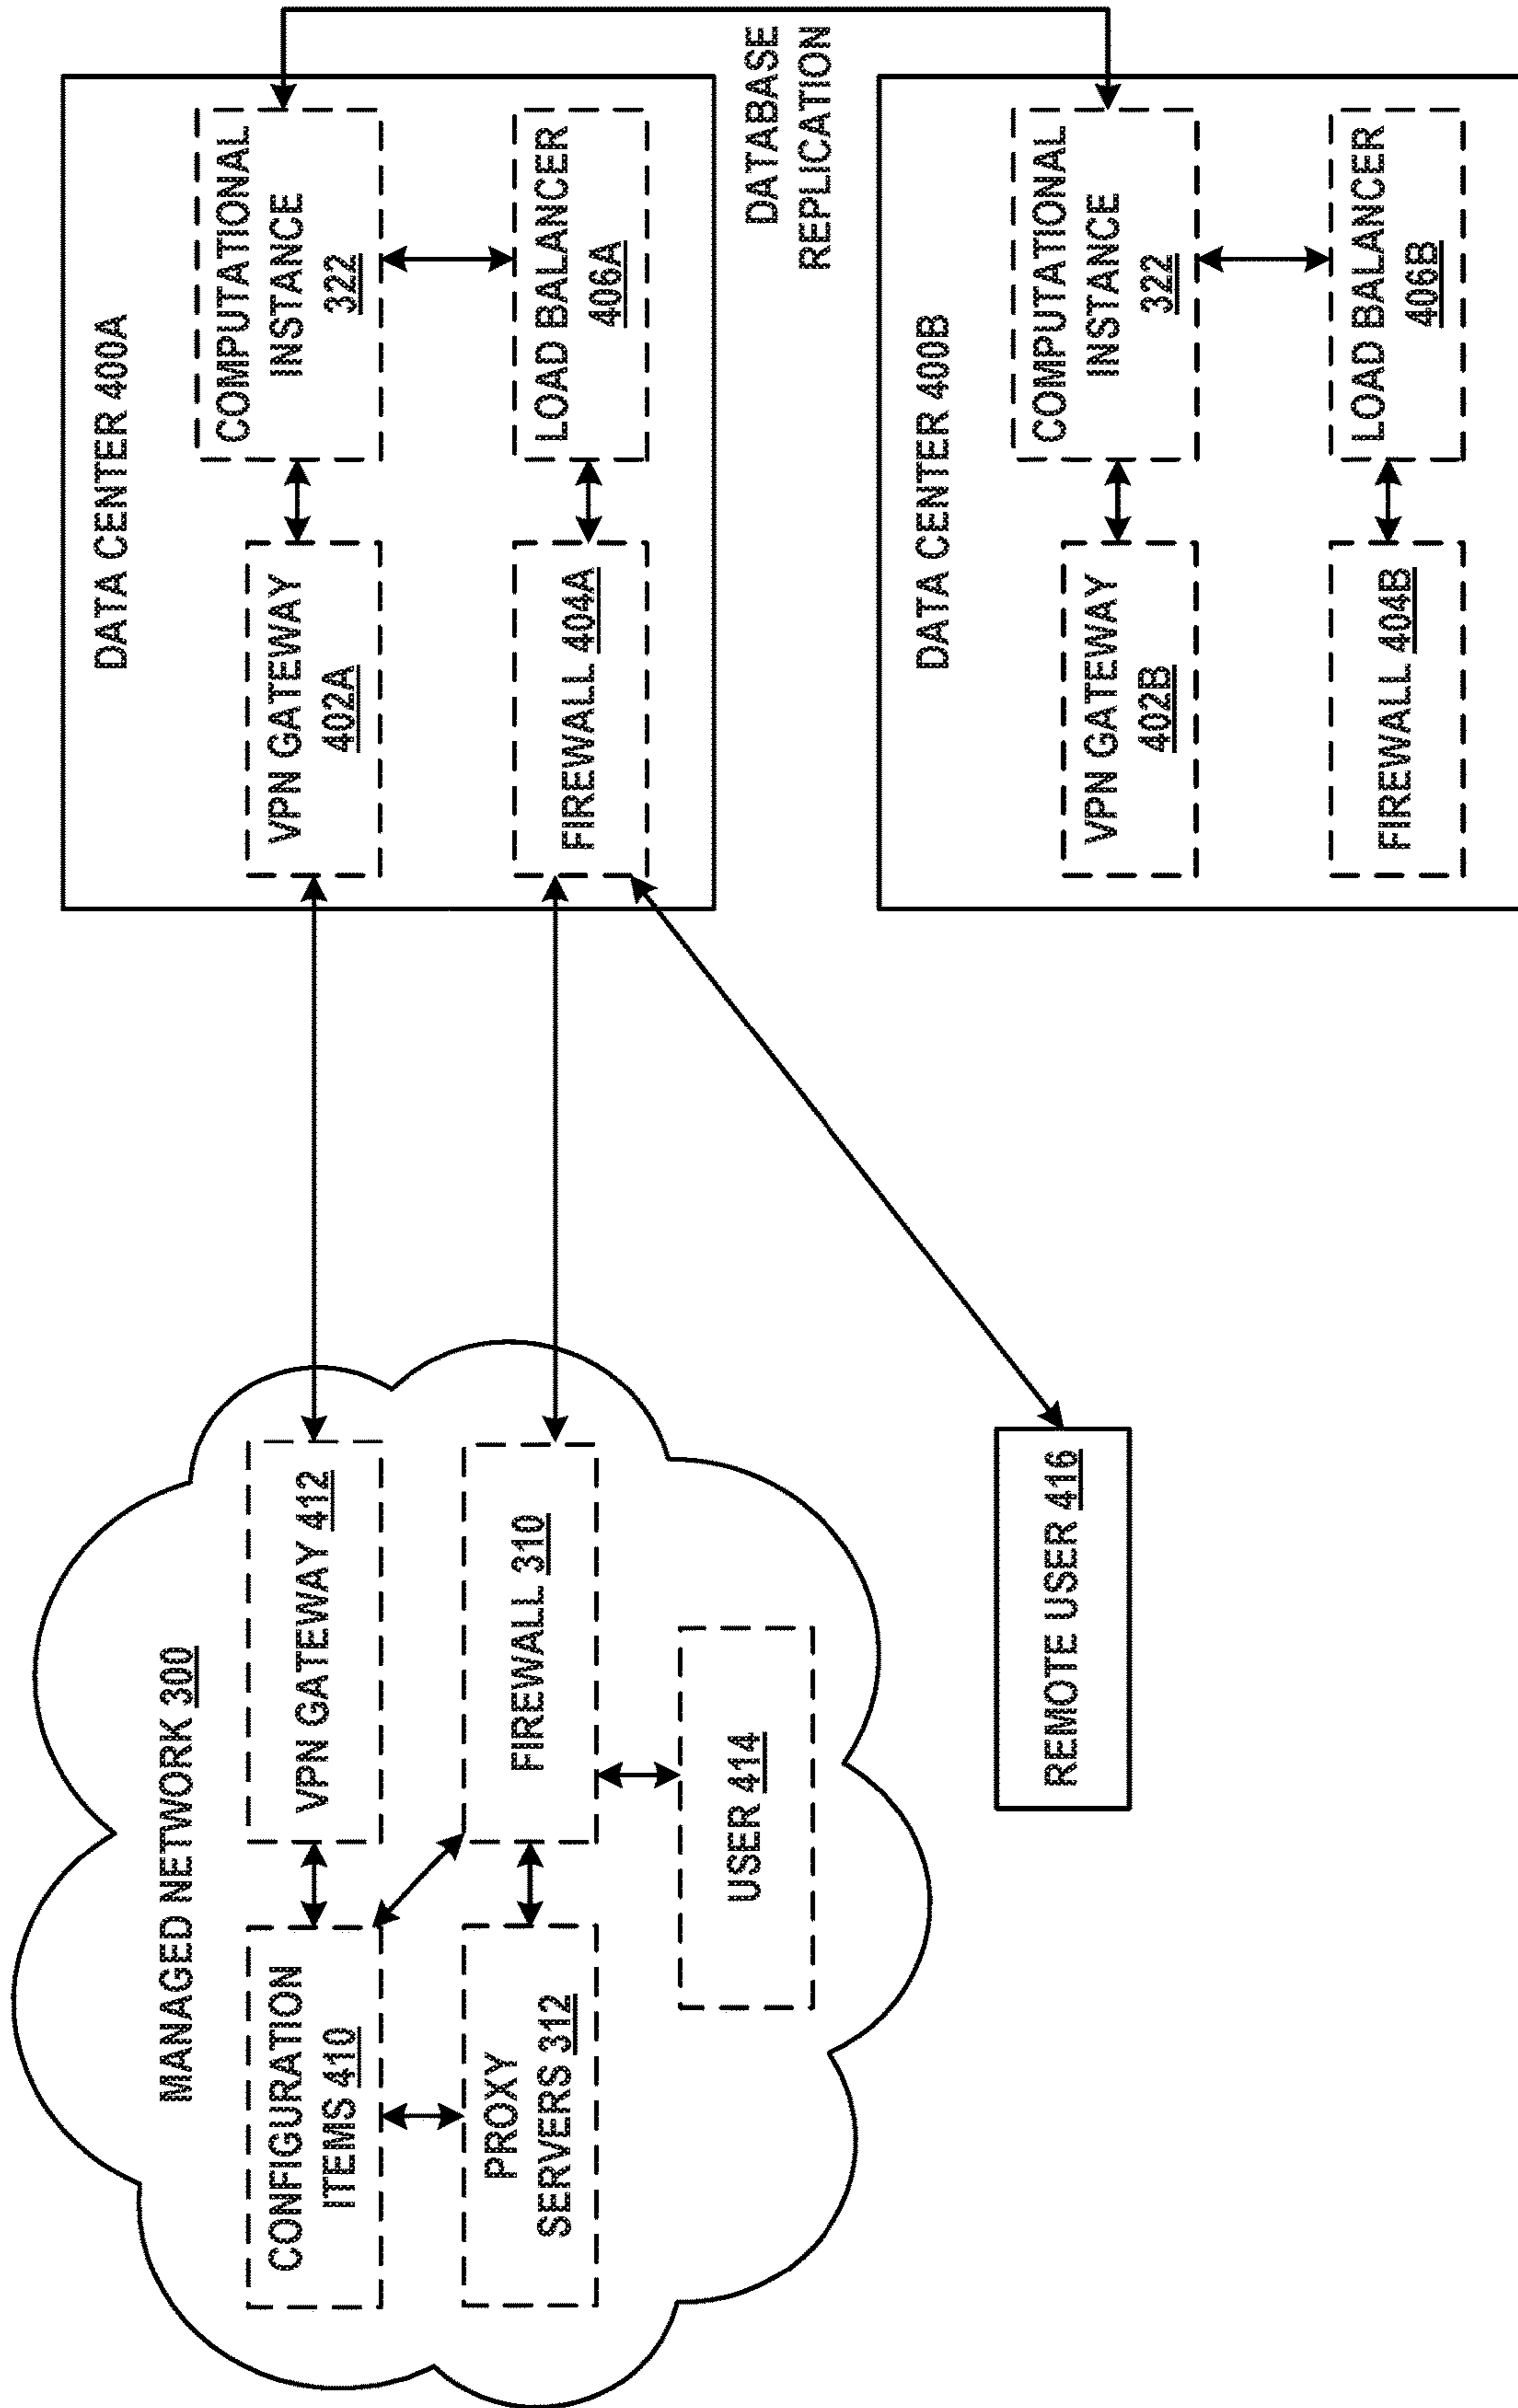 MANAGED NETWORK 300
CONFIGURATION
ITEMS 410
VPN GATEWAY 412
PROXY
SERVERS 312
FIREWALL 310
USER 414
REMOTE USER 416
DATA CENTER 400A
VPN GATEWAY
402A
COMPUTATIONAL
INSTANCE
322
FIREWALL 404A
LOAD BALANCER
406A
DATABASE
REPLICATION
DATA CENTER 400B
VPN GATEWAY
402B
COMPUTATIONAL
INSTANCE
322
FIREWALL 404B
LOAD BALANCER
406B